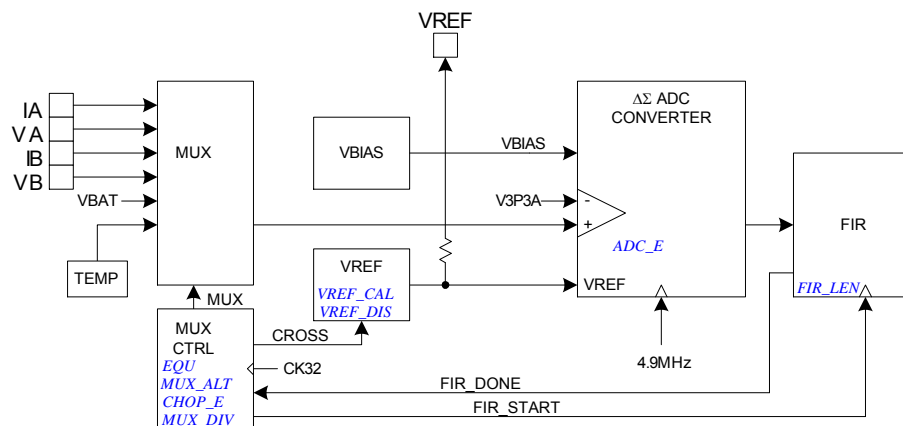 VREF
IA
VA
IB
VB
VBAT
TEMP
MUX
VBIAS
VBIAS
V3P3A
-
+
ΔΣ ADC
CONVERTER
ADC_E
VREF
4.9MHz
FIR
FIR_LEN
VREF
VREF_CAL
VREF_DIS
MUX
MUX
CTRL
EQU
MUX_ALT
CHOP_E
MUX_DIV
CROSS
CK32
FIR_DONE
FIR_START